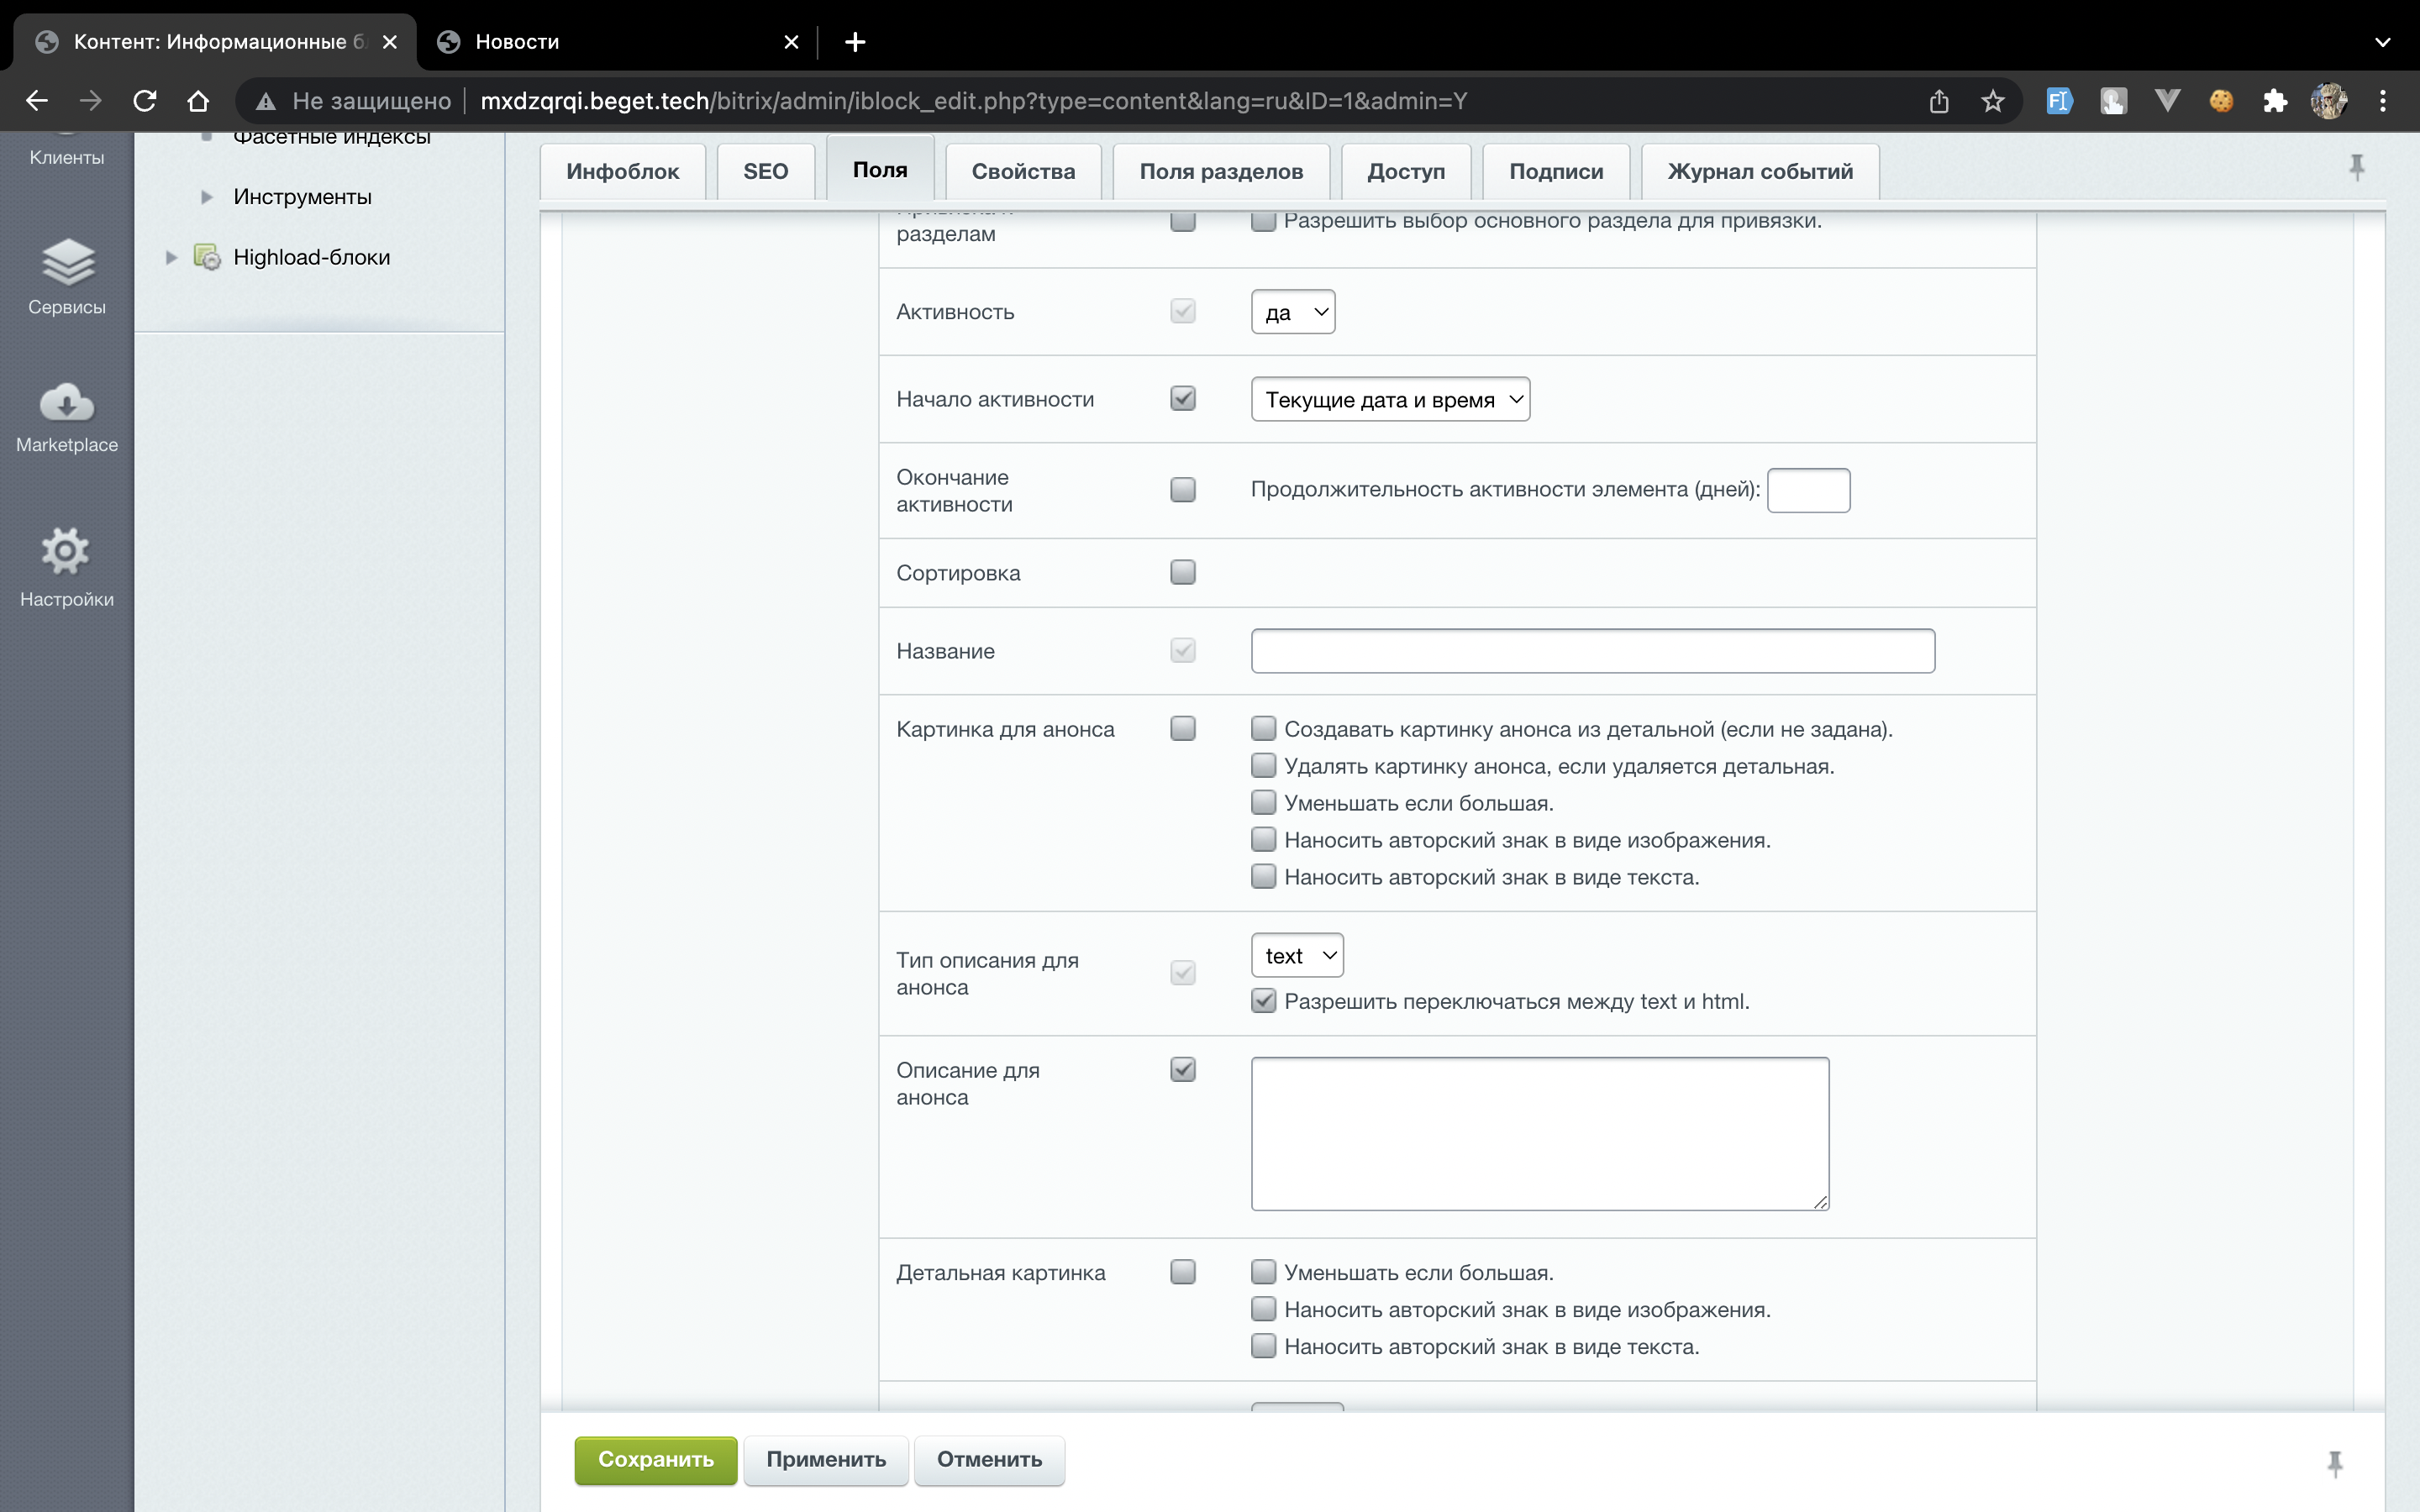 Контент: Информационные б
Новости
Не защищено
mxdzqrqi.beget.tech/bitrix/admin/iblock_edit.php?type=content&lang=ru&ID=1&admin=Y
Клиенты
Сервисы
Marketplace
Настройки
Фасетные индексы
Инструменты
Highload-блоки
Инфоблок
SEO
Поля
Свойства
Поля разделов
Доступ
Подписи
Журнал событий
разделам
Разрешить выбор основного раздела для привязки.
Активность
да
Начало активности
Текущие дата и время
Окончание
активности
Продолжительность активности элемента (дней):
Сортировка
Название
Картинка для анонса
Создавать картинку анонса из детальной (если не задана).
Удалять картинку анонса, если удаляется детальная.
Уменьшать если большая.
Наносить авторский знак в виде изображения.
Наносить авторский знак в виде текста.
Тип описания для
анонса
text
Разрешить переключаться между text и html.
Описание для
анонса
Детальная картинка
Уменьшать если большая.
Наносить авторский знак в виде изображения.
Наносить авторский знак в виде текста.
Сохранить
Применить
Отменить